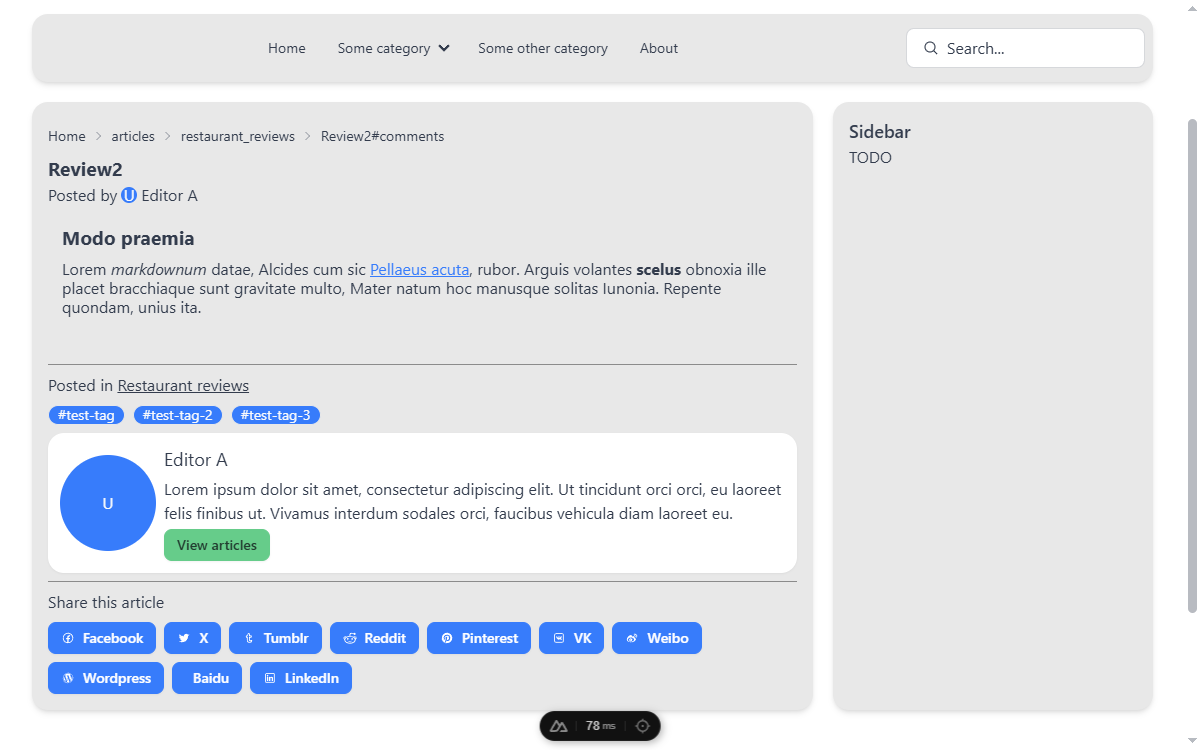 Home Some category Some other category About Search...
Home articles restaurant_reviews Review2#comments
Review2
Posted by U Editor A
Modo praemia
Lorem markdownum datae, Alcides cum sic Pellaeus acuta, rubor. Arguis volantes scelus obnoxia ille
placet bracchiaque sunt gravitate multo, Mater natum hoc manusque solitas Iunonia. Repente
quondam, unius ita.
Posted in Restaurant reviews
#test-tag #test-tag-2 #test-tag-3
U
Editor A
Lorem ipsum dolor sit amet, consectetur adipiscing elit. Ut tincidunt orci orci, eu laoreet
felis finibus ut. Vivamus interdum sodales orci, faucibus vehicula diam laoreet eu.
View articles
Share this article
Facebook X Tumblr Reddit Pinterest VK Weibo
Wordpress Baidu LinkedIn
Sidebar
TODO
78 ms